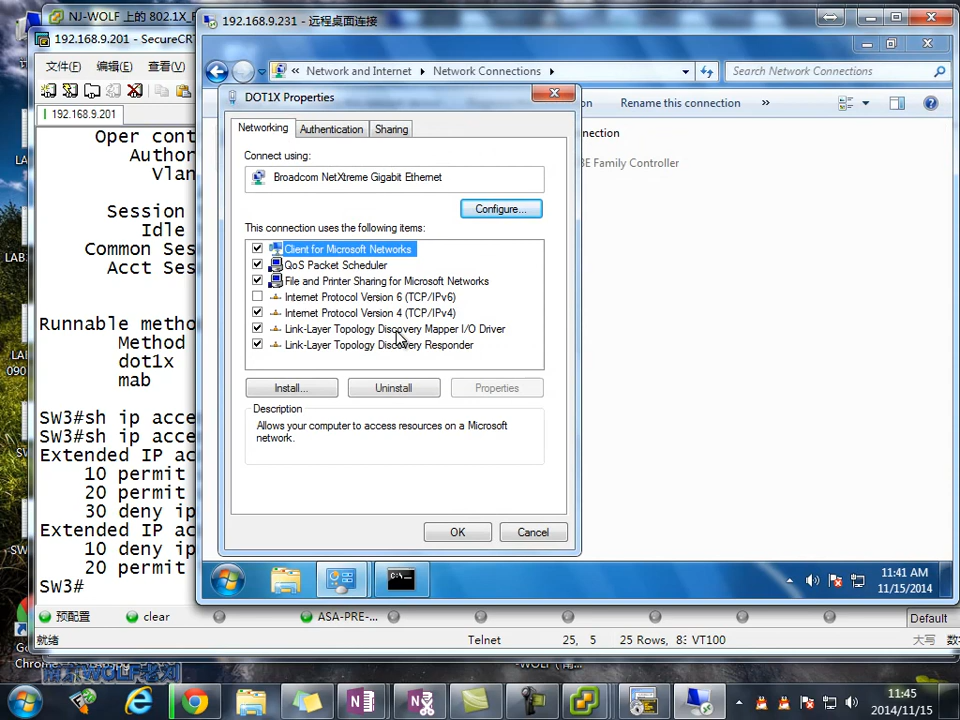 NJ-WOLF 上的 802.1X_
192.168.9.231 - 远程桌面连接
192.168.9.201 - SecureCRT
文件(F) 编辑(E) 查看(V)
Network and Internet Network Connections
Search Network Connections
192.168.9.201
DOT1X Properties
Rename this connection »
Networking Authentication Sharing
Connect using:
Broadcom NetXtreme Gigabit Ethernet
E Family Controller
Configure...
This connection uses the following items:
Client for Microsoft Networks
QoS Packet Scheduler
File and Printer Sharing for Microsoft Networks
Internet Protocol Version 6 (TCP/IPv6)
Internet Protocol Version 4 (TCP/IPv4)
Link-Layer Topology Discovery Mapper I/O Driver
Link-Layer Topology Discovery Responder
Install... Uninstall Properties
Description
Allows your computer to access resources on a Microsoft
network.
OK Cancel
Oper cont
Author
Vlan
Session
Idle
Common Ses
Acct Ses
Runnable metho
Method
dot1x
mab
SW3#sh ip acce
SW3#sh ip acce
Extended IP ac
10 permit
20 permit
30 deny ip
Extended IP ac
10 deny ip
20 permit
SW3#
11:41 AM
11/15/2014
预配置 clear ASA-PRE-... Default
就绪 Telnet 25, 5 25 Rows, 8 VT100 大写
Chrome
11:45
2014/11/15